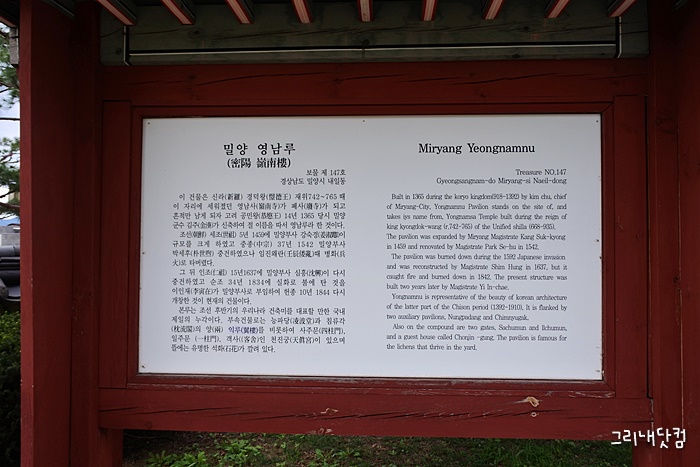 밀양 영남루
(密陽 嶺南樓)
보물 제 147호
경상남도 밀양시 내일동
이 건물은 신라(新羅) 경덕왕(景德王) 재위742~765 때
이 자리에 세워졌던 영남사(嶺南寺)가 폐사(廢寺)가 되고
흔적만 남게 되자 고려 공민왕(恭愍王) 14년 1365 당시 밀양
군수 김주(金湊)가 신축하여 절 이름을 따서 영남루라 한 것이다.
조선(朝鮮) 세조(世祖) 5년 1459에 밀양부사 강숙경(姜叔卿)이
규모를 크게 하였고 중종(中宗) 37년 1542 밀양부사
박세후(朴世煦) 중건하였으나 임진왜란(壬辰倭亂)때 병화(兵
火)로 타버렸다.
그 뒤 인조(仁祖) 15년1637에 밀양부사 심흥(沈興)이 다시
중건하였고 순조 34년 1834에 실화로 불에 탄 것을
이인재(李寅在)가 밀양부사로 부임하여 헌종 10년 1844 다시
개창한 것이 현재의 건물이다.
본루는 조선 후반기의 우리나라 건축미를 대표할 만한 국내
제일의 누각이다. 부속건물로는 능파당(凌波堂)과 침류각
(枕流閣)의 양(兩) 익루(翼樓)를 비롯하여 사주문(四柱門),
일주문 (一柱門), 객사((客舍)인 천진궁(天眞宮)이 있으며
뜰에는 유명한 석화(石花)가 깔려 있다.
Miryang Yeongnamnu
Treasure NO.147
Gyeongsangnam-do Miryang-si Naeil-dong
Built in 1365 during the koryo kingdom(918-1392) by kim chu, chief
of Miryang-City, Yongnamnu Pavilion stands on the site of, and
takes iys name from, Yongnamsa Temple built during the reign of
king kyongdok-wang (r,742-765) of the Unified shilla (668-935).
The pavilion was expanded by Miryang Magistrate Kang Suk-kyong
in 1459 and renovated by Magistrate Park Se-hu in 1542.
The pavilion was burned down during the 1592 Japanese invasion
and was reconstructed by Magistrate Shim Hung in 1637, but it
caught fire and burned down in 1842. The present structure was
built two years later by Magistrate Yi In-chae.
Yongnamnu is representative of the beauty of korean architecture
of the latter part of the Choson period (1392-1910), It is flanked by
two auxiliary pavilions, Nungpadang and Chimnyugak.
Also on the compound are two gates, Sachumun and Ilchumun,
and a guest house called Chonjin -gung. The pavilion is famous for
the lichens that thrive in the yard.
그리내닷컴